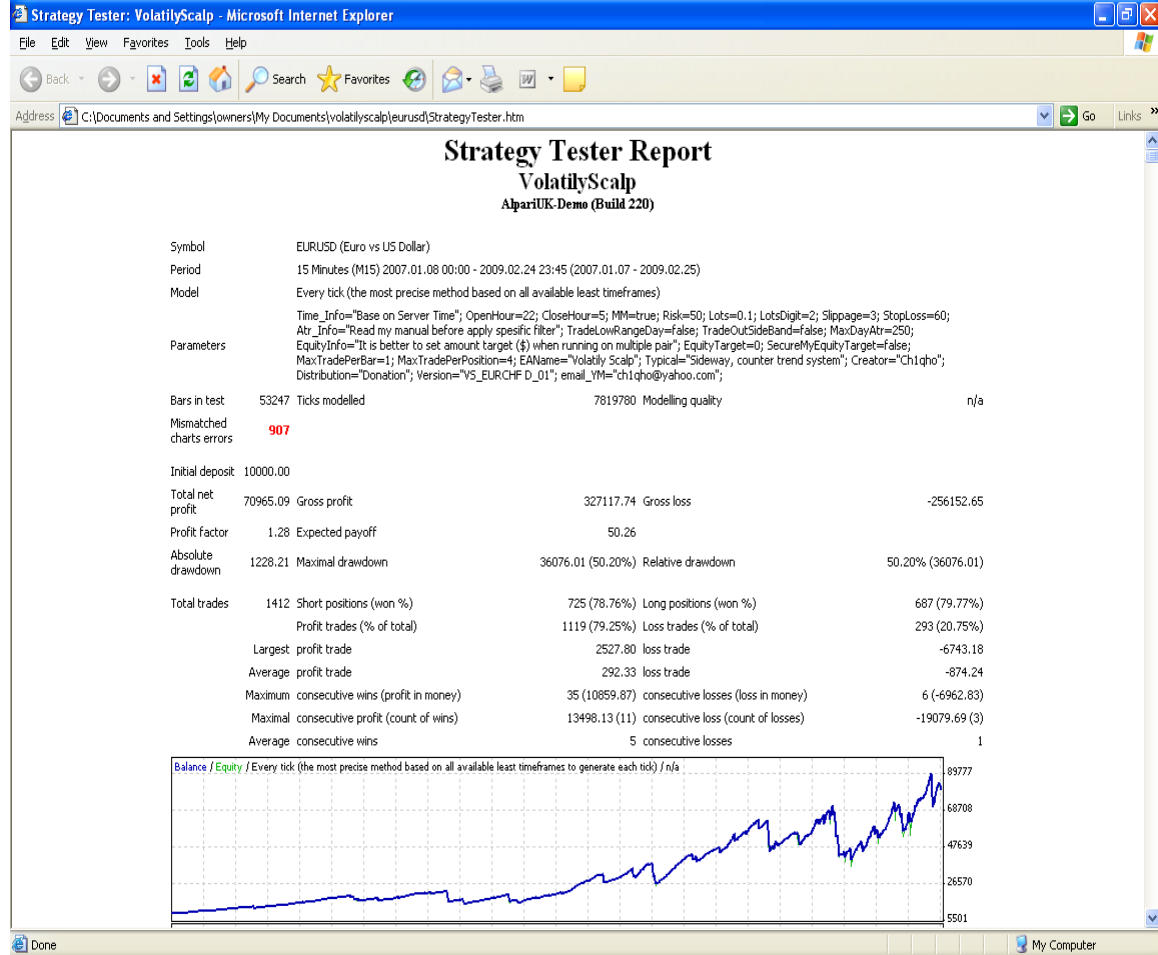 Strategy Tester: VolatilyScalp - Microsoft Internet Explorer
File Edit View Favorites Tools Help
Back Search Favorites
Address C:\Documents and Settings\owners\My Documents\volatilyscalp\eurusd\StrategyTester.htm Go Links »
Strategy Tester Report
VolatilyScalp
AlpariUK-Demo (Build 220)
Symbol EURUSD (Euro vs US Dollar)
Period 15 Minutes (M15) 2007.01.08 00:00 - 2009.02.24 23:45 (2007.01.07 - 2009.02.25)
Model Every tick (the most precise method based on all available least timeframes)
Parameters Time_Info="Base on Server Time"; OpenHour=22; CloseHour=5; MM=true; Risk=50; Lots=0.1; LotsDigit=2; Slippage=3; StopLoss=60;
Atr_Info="Read my manual before apply spesific filter"; TradeLowRangeDay=false; TradeOutSideBand=false; MaxDayAtr=250;
EquityInfo="It is better to set amount target ($) when running on multiple pair"; EquityTarget=0; SecureMyEquityTarget=false;
MaxTradePerBar=1; MaxTradePerPosition=4; EAName="Volatily Scalp"; Typical="Sideway, counter trend system"; Creator="Ch1qho";
Distribution="Donation"; Version="VS_EURCHF D_01"; email_YM="ch1qho@yahoo.com";
Bars in test 53247 Ticks modelled 7819780 Modelling quality n/a
Mismatched charts errors 907
Initial deposit 10000.00
Total net profit 70965.09 Gross profit 327117.74 Gross loss -256152.65
Profit factor 1.28 Expected payoff 50.26
Absolute drawdown 1228.21 Maximal drawdown 36076.01 (50.20%) Relative drawdown 50.20% (36076.01)
Total trades 1412 Short positions (won %) 725 (78.76%) Long positions (won %) 687 (79.77%)
Profit trades (% of total) 1119 (79.25%) Loss trades (% of total) 293 (20.75%)
Largest profit trade 2527.80 loss trade -6743.18
Average profit trade 292.33 loss trade -874.24
Maximum consecutive wins (profit in money) 35 (10859.87) consecutive losses (loss in money) 6 (-6962.83)
Maximal consecutive profit (count of wins) 13498.13 (11) consecutive loss (count of losses) -19079.69 (3)
Average consecutive wins 5 consecutive losses 1
Balance / Equity / Every tick (the most precise method based on all available least timeframes to generate each tick) / n/a
89777
68708
47639
26570
5501
Done My Computer